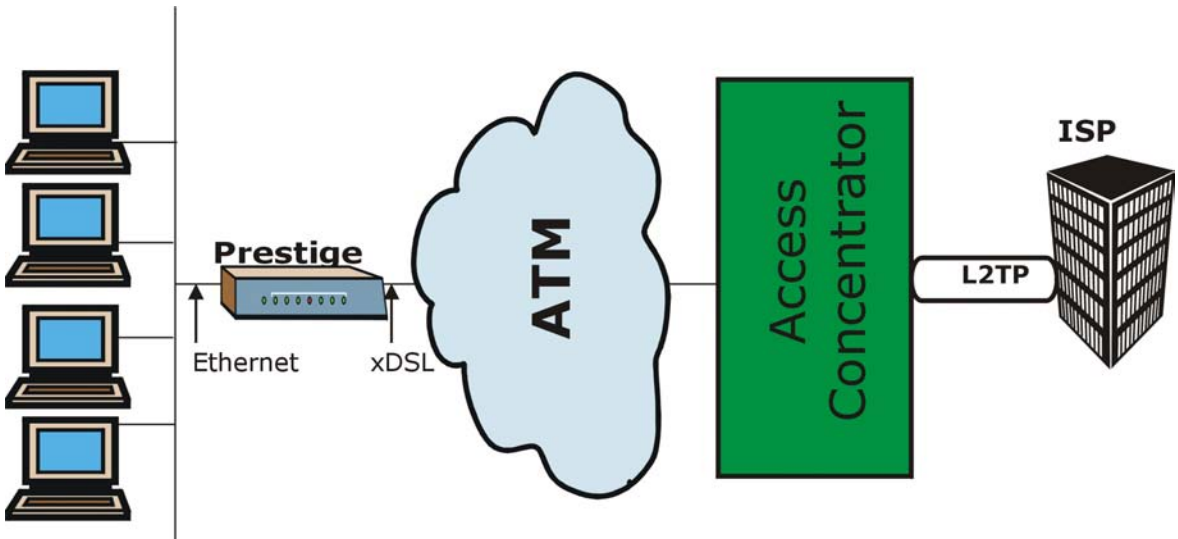 Prestige
Ethernet
xDSL
ATM
Access
Concentrator
L2TP
ISP